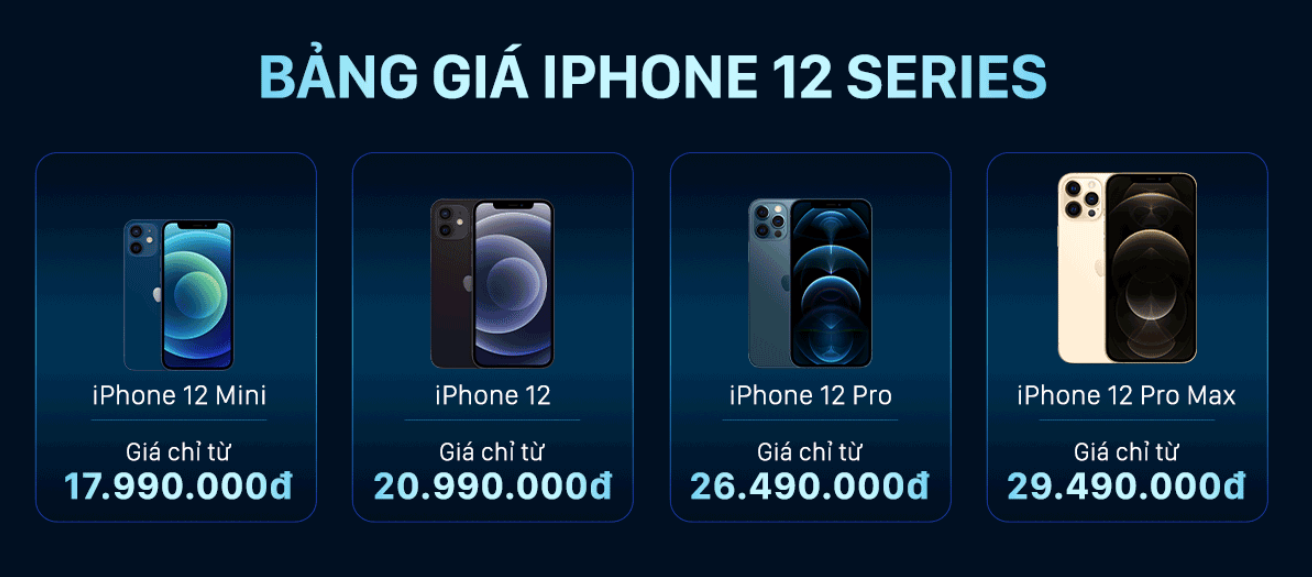 BẢNG GIÁ IPHONE 12 SERIES
iPhone 12 Mini
Giá chỉ từ
17.990.000đ
iPhone 12
Giá chỉ từ
20.990.000đ
iPhone 12 Pro
Giá chỉ từ
26.490.000đ
iPhone 12 Pro Max
Giá chỉ từ
29.490.000đ